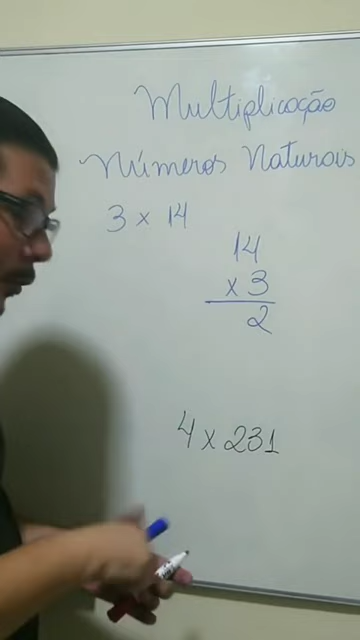 Multiplicação
Números Naturais
3 x 14
14
x 3
2
4 x 231